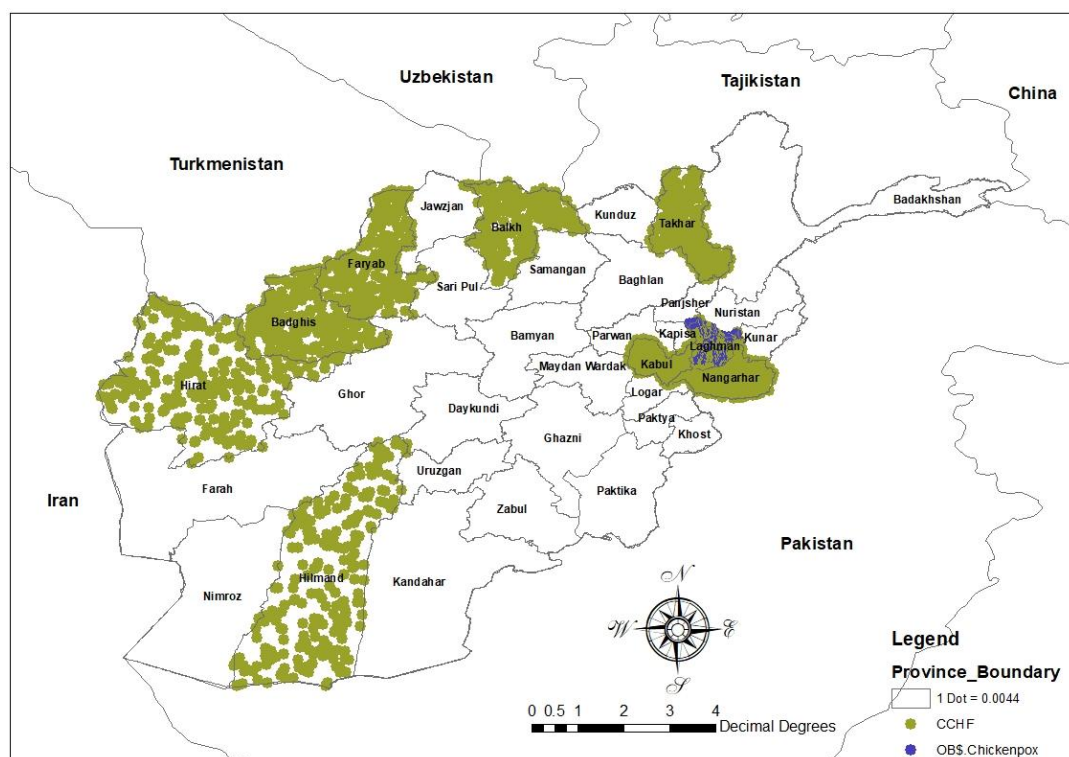 Uzbekistan
Tajikistan
China
Turkmenistan
Badakhshan
Jawzjan
Kunduz
Balkh
Takhar
Faryab
Samangan
Baghlan
Sari Pul
Panjsher
Nuristan
Badghis
Bamyan
Parwan
Kapisa
Kunar
Laghman
Kabul
Maydan Wardak
Nangarhar
Hirat
Ghor
Logar
Daykundi
Paktya
Ghazni
Khost
Uruzgan
Farah
Iran
Paktika
Zabul
Pakistan
Hilmand
Kandahar
Nimroz
N
W
E
S
Legend
Province_Boundary
1 Dot = 0.0044
CCHF
OB$.Chickenpox
0 0.5 1 2 3 4
Decimal Degrees